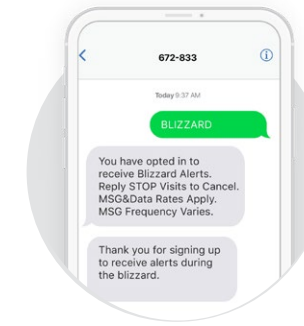 672-833
Today 9:37 AM
BLIZZARD
You have opted in to
receive Blizzard Alerts.
Reply STOP Visits to Cancel.
MSG&Data Rates Apply.
MSG Frequency Varies.
Thank you for signing up
to receive alerts during
the blizzard.